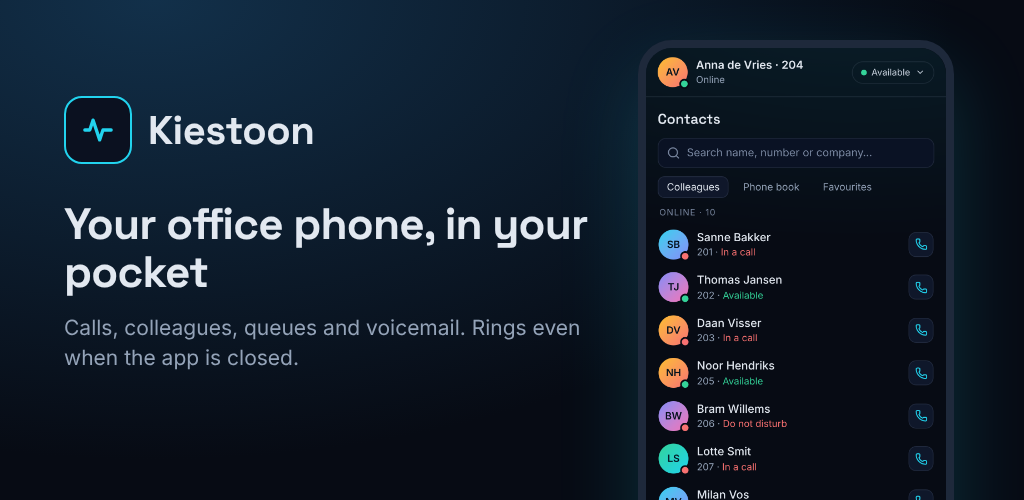 Kiestoon
Your office phone, in your
pocket
Calls, colleagues, queues and voicemail. Rings even
when the app is closed.
AV
Anna de Vries · 204
Online
Available
Contacts
Search name, number or company...
Colleagues
Phone book
Favourites
ONLINE · 10
SB
Sanne Bakker
201 · In a call
TJ
Thomas Jansen
202 · Available
DV
Daan Visser
203 · In a call
NH
Noor Hendriks
205 · Available
BW
Bram Willems
206 · Do not disturb
LS
Lotte Smit
207 · In a call
MV
Milan Vos